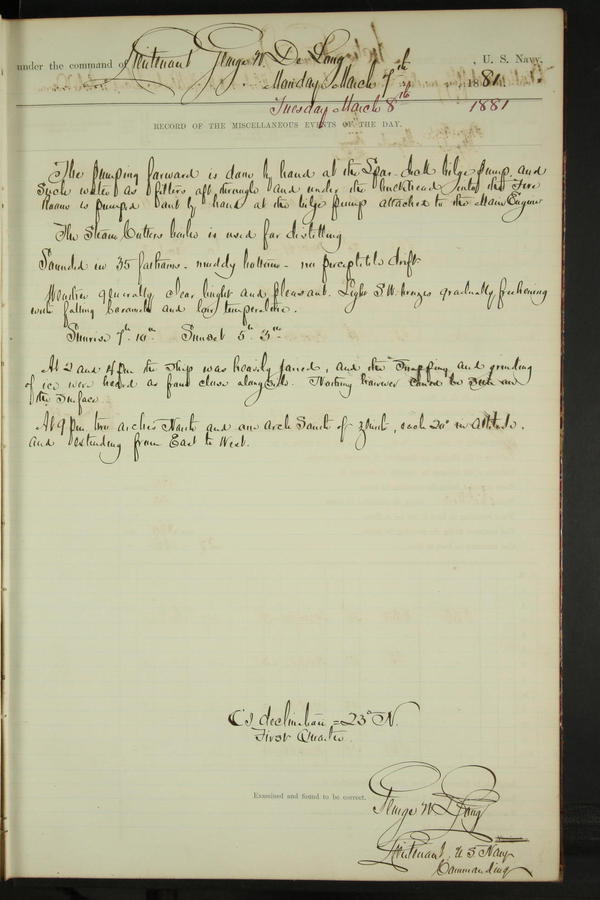 under the command of Lieutenant George W. De Long, U. S. Navy.
Monday March 7th, 1881.
Tuesday March 8th 1881
RECORD OF THE MISCELLANEOUS EVENTS OF THE DAY.
The pumping forward is done by hand at the Spar-deck bilge pump, and
such water as filters aft, through and under the bulkhead into the Fire
Room is pumped out by hand at the bilge pump attached to the Main Engine
The Steam Cutters boiler is used for distilling
Sounded in 35 fathoms. muddy bottom - no perceptible drift
Weather generally clear bright and pleasant. Light S.W. breezes gradually freshening
with falling barometer and low temperature.
Sunrise 7h. 10m. Sunset 5h. 3m.
At 2 and 4 pm the ship was heavily jarred, and the snapping and grinding
of ice were heard as from close alongside. Nothing however could be seen on
the surface.
At 9 pm two arches North and one arch South of zenith, each 20° in altitude,
and extending from East to West.
☾'s declination = 23° N.
First Quarter.
Examined and found to be correct.
George W. De Long
Lieutenant, U S Navy
Commanding